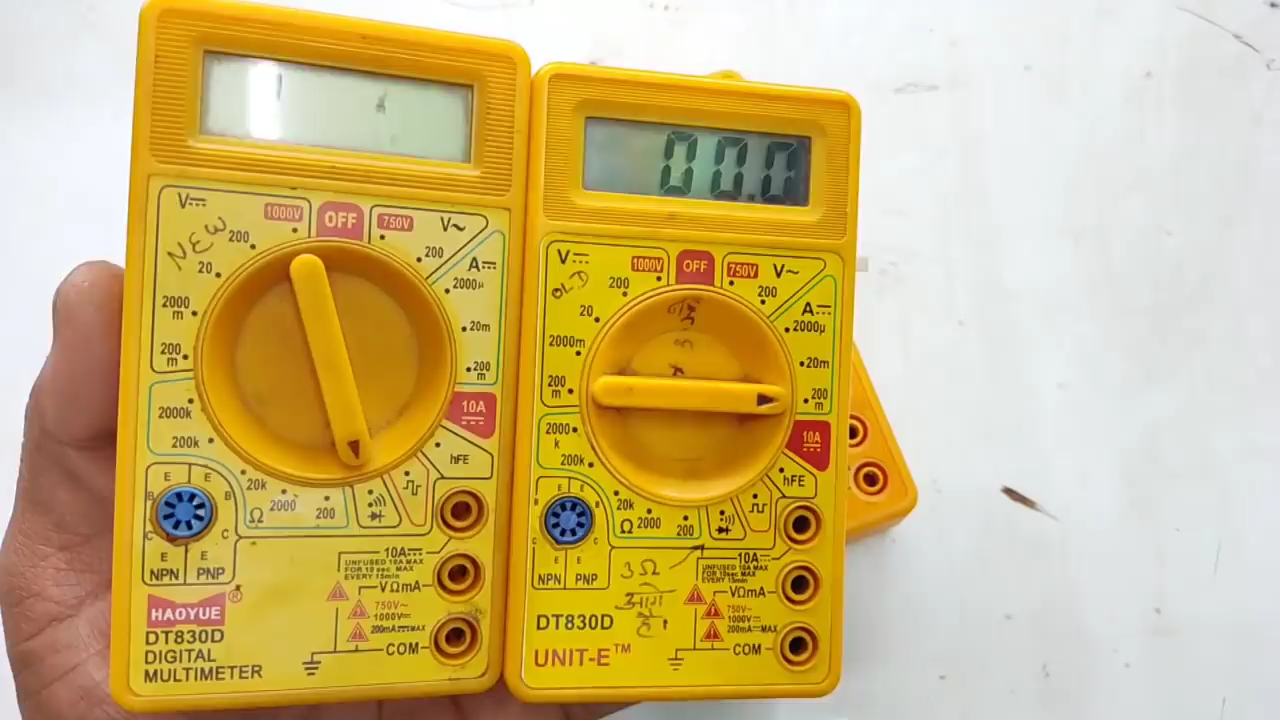 V⎓
1000V
OFF
750V
V~
NEW
200
200
A⎓
20
2000µ
2000
m
20m
200
m
200
m
2000k
10A
200k
hFE
20k
2000
200
Ω
E
E
B
B
C
C
E
E
NPN
PNP
10A⎓
UNFUSED 10A MAX
FOR 10 sec MAX
EVERY 15min
VΩmA
750V~
1000V⎓
200mA⎓MAX
COM
HAOYUE®
DT830D
DIGITAL
MULTIMETER
00.0
V⎓
1000V
OFF
750V
V~
OLD
200
200
A⎓
20
2000µ
2000m
20m
200
m
200
m
2000
k
10A
200k
hFE
20k
2000
200
Ω
E
E
B
B
C
C
E
E
NPN
PNP
3Ω
10A⎓
UNFUSED 10A MAX
FOR 10 sec MAX
EVERY 15min
VΩmA
750V~
1000V⎓
200mA⎓MAX
COM
DT830D
UNIT-E™